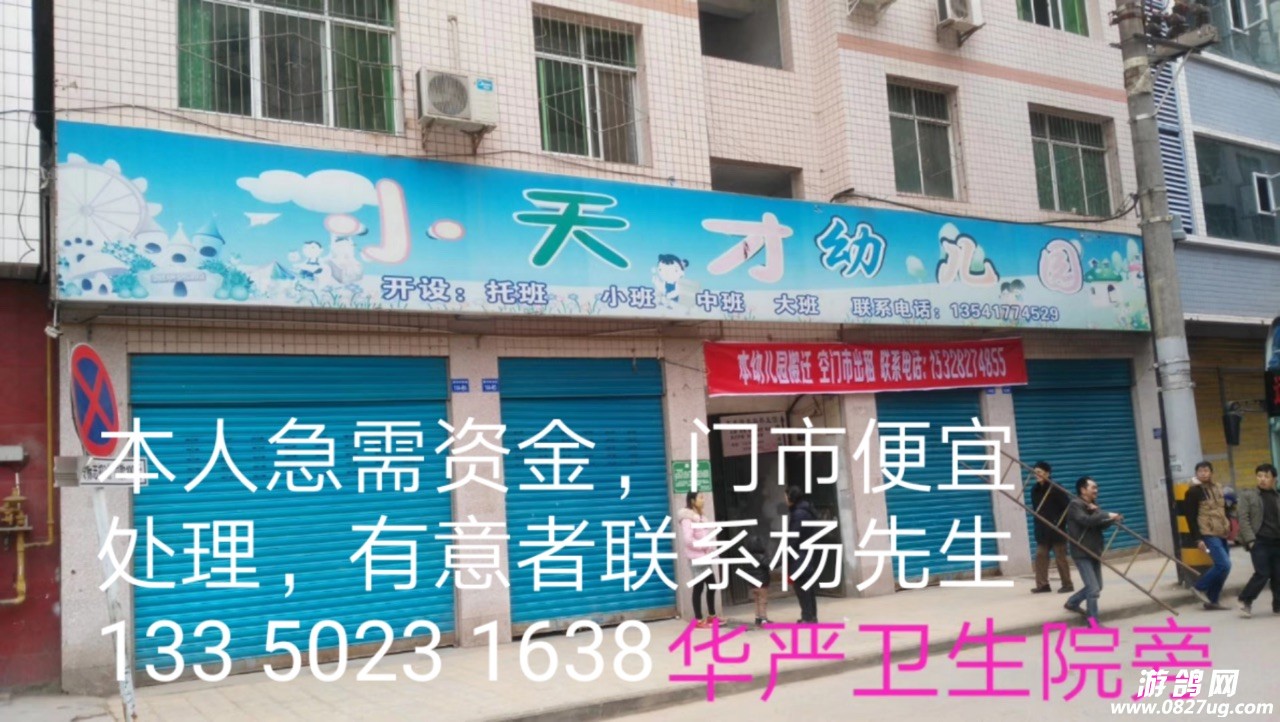 小天才幼儿园
开设: 托班 小班 中班 大班 联系电话: 13541774529
本幼儿园搬迁 空门市出租 联系电话: 15328274855
本人急需资金，门市便宜
处理，有意者联系杨先生
133 5023 1638 华严卫生院旁
游鸽网
www.0827ug.com